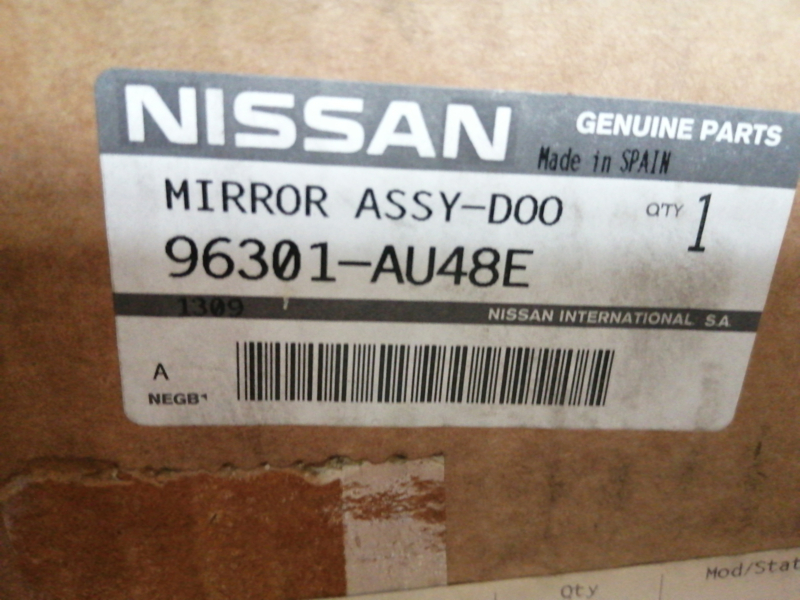 NISSAN
GENUINE PARTS
Made in SPAIN
MIRROR ASSY-DOO
QTY 1
96301-AU48E
1309
NISSAN INTERNATIONAL S.A.
A
NEGB1
Qty
Mod/Stat